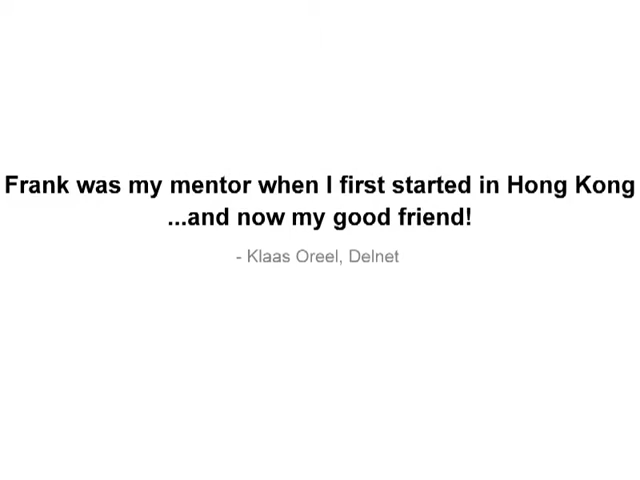 Frank was my mentor when I first started in Hong Kong
...and now my good friend!
- Klaas Oreel, Delnet